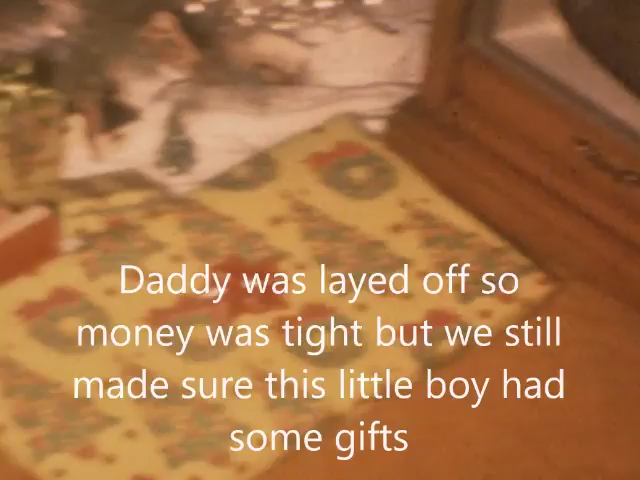 Daddy was layed off so
money was tight but we still
made sure this little boy had
some gifts